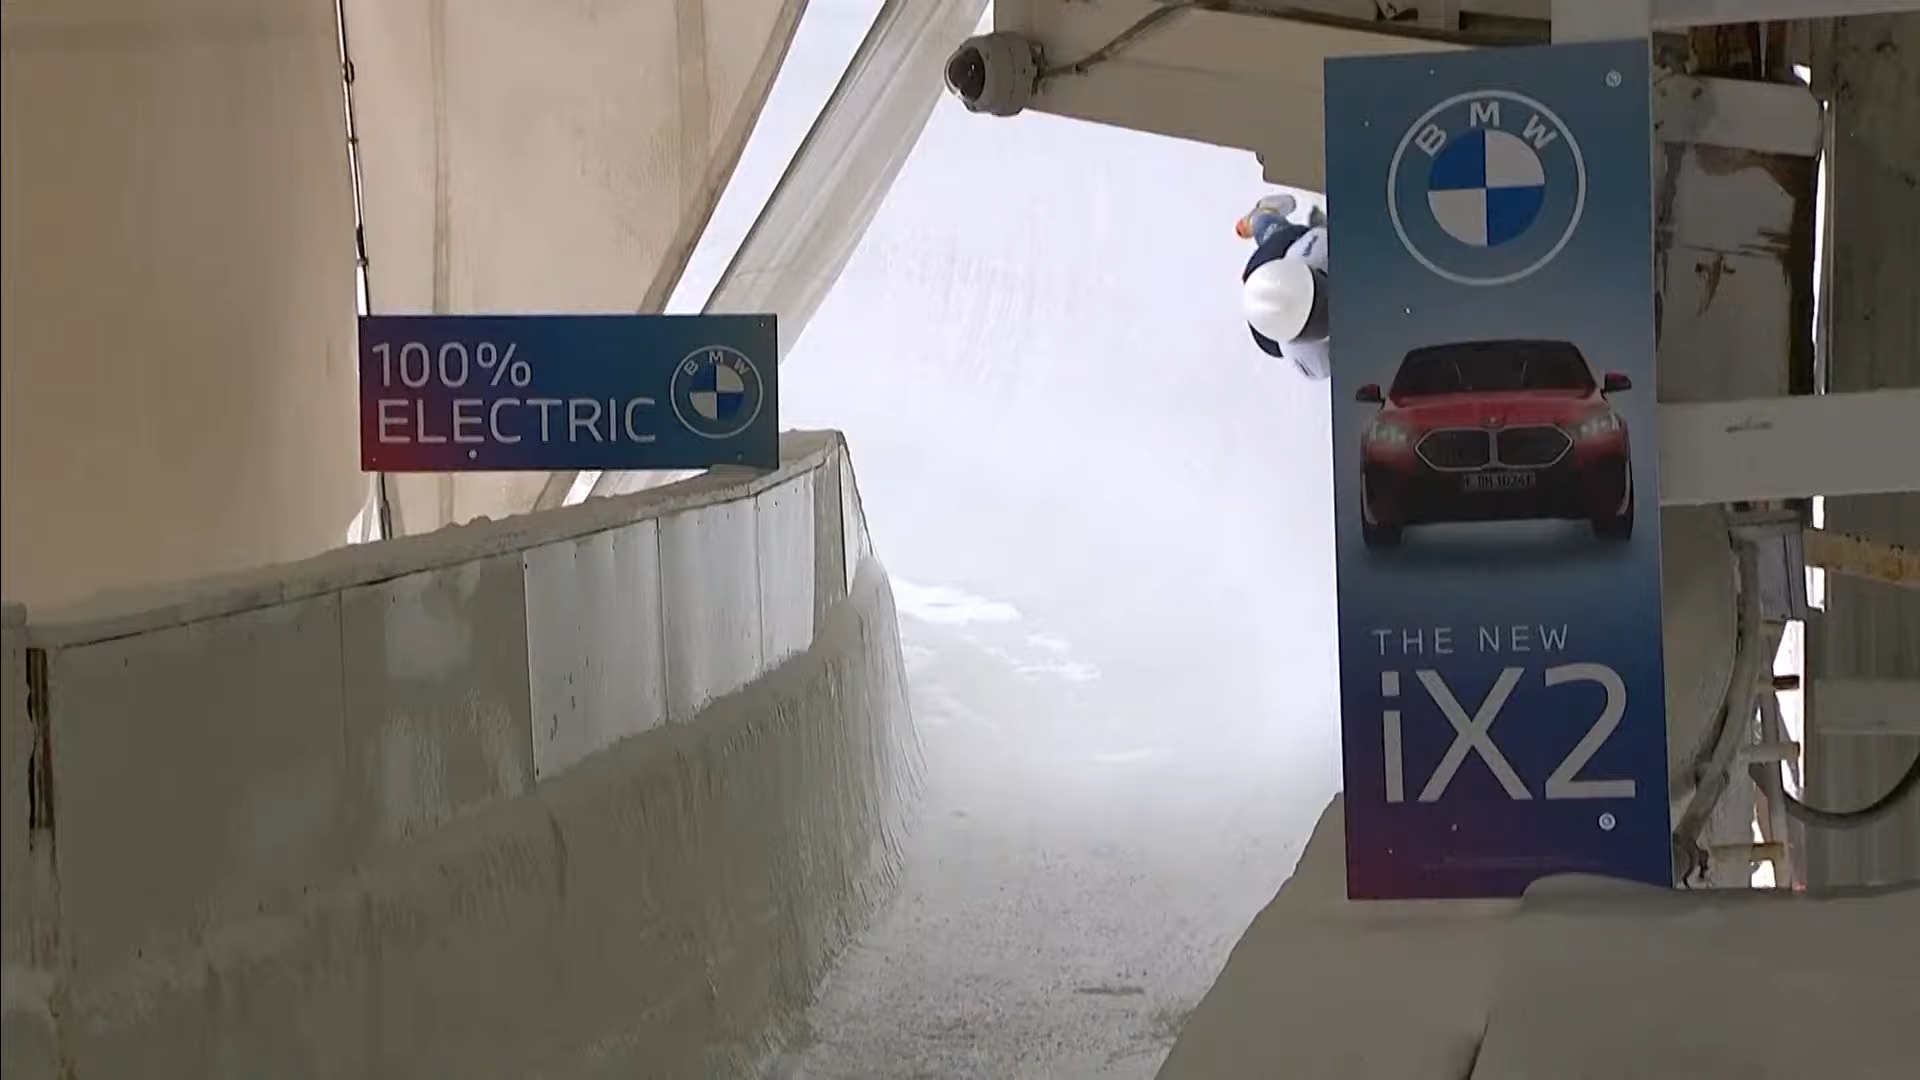 100%
ELECTRIC
BMW
BMW
THE NEW
iX2